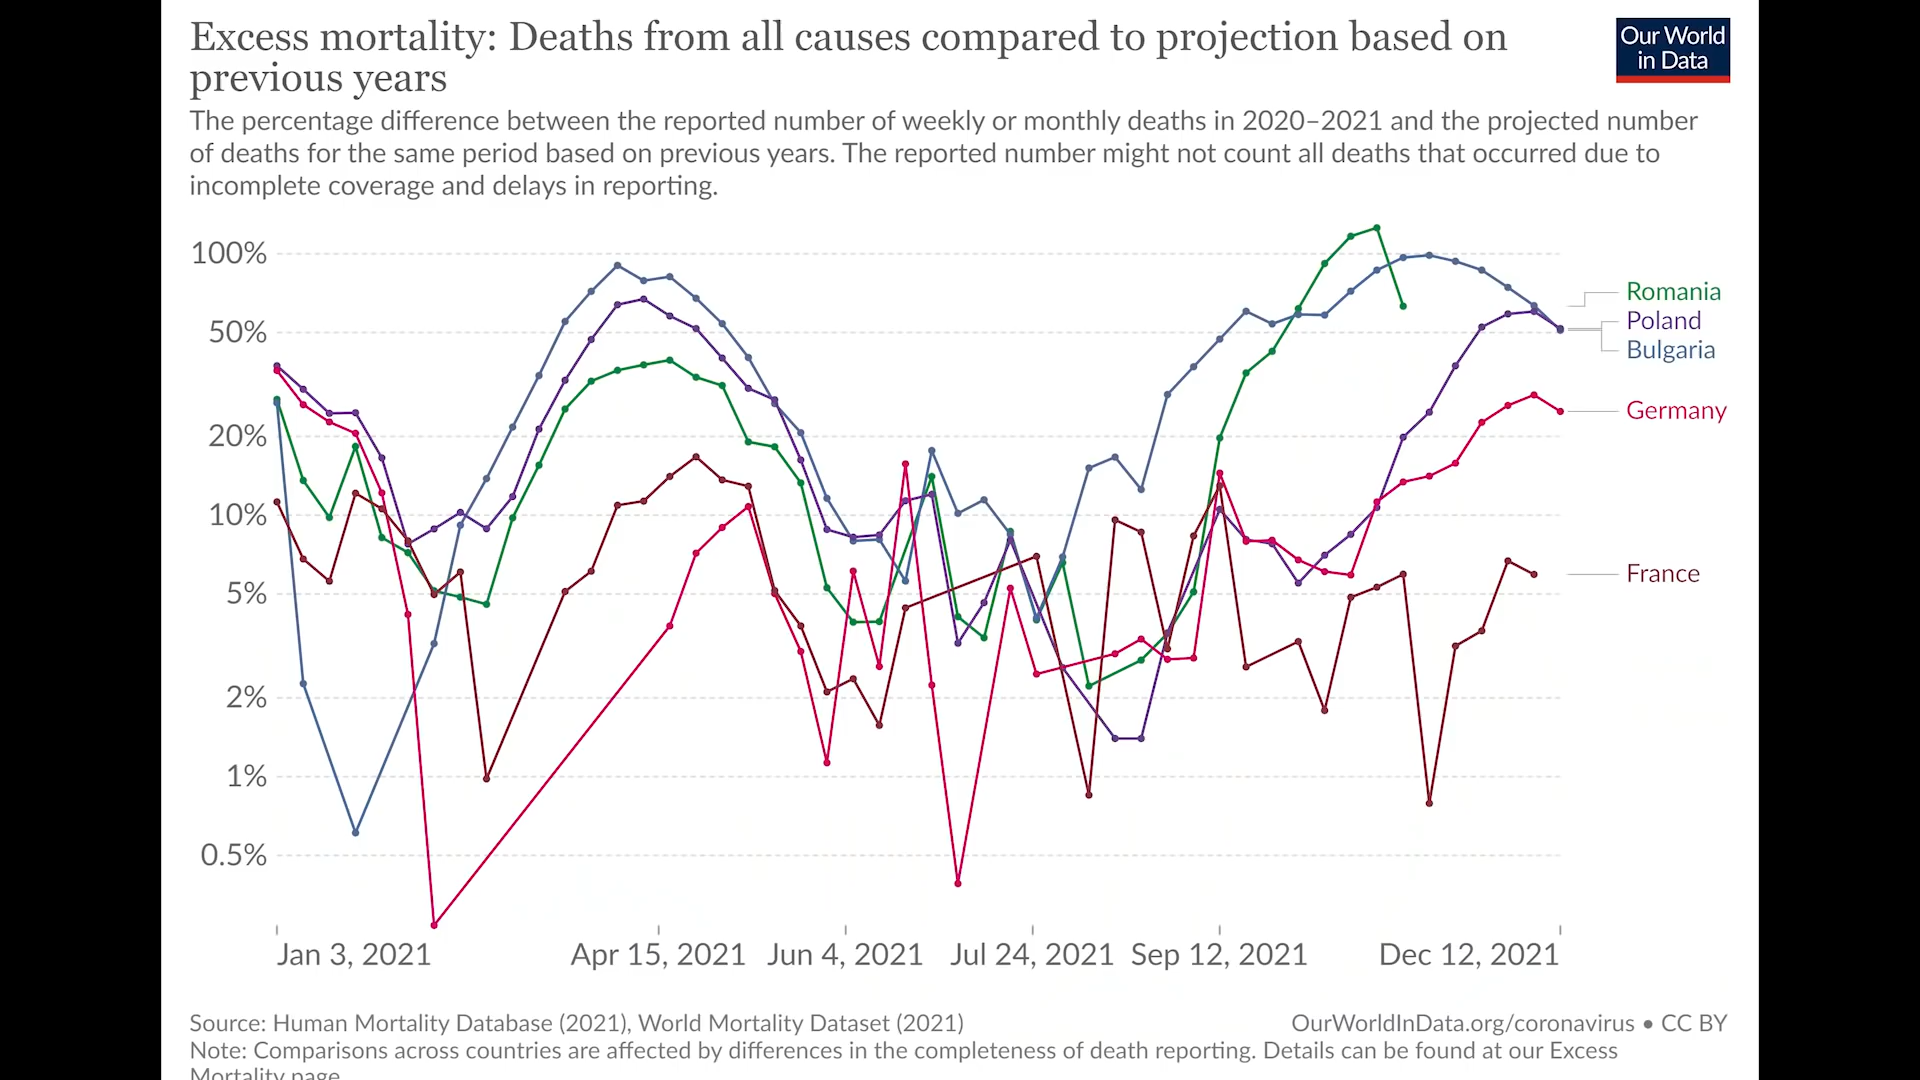 Excess mortality: Deaths from all causes compared to projection based on
previous years
Our World
in Data
The percentage difference between the reported number of weekly or monthly deaths in 2020–2021 and the projected number
of deaths for the same period based on previous years. The reported number might not count all deaths that occurred due to
incomplete coverage and delays in reporting.
100%
50%
20%
10%
5%
2%
1%
0.5%
Romania
Poland
Bulgaria
Germany
France
Jan 3, 2021
Apr 15, 2021
Jun 4, 2021
Jul 24, 2021
Sep 12, 2021
Dec 12, 2021
Source: Human Mortality Database (2021), World Mortality Dataset (2021)
OurWorldInData.org/coronavirus • CC BY
Note: Comparisons across countries are affected by differences in the completeness of death reporting. Details can be found at our Excess
Mortality page